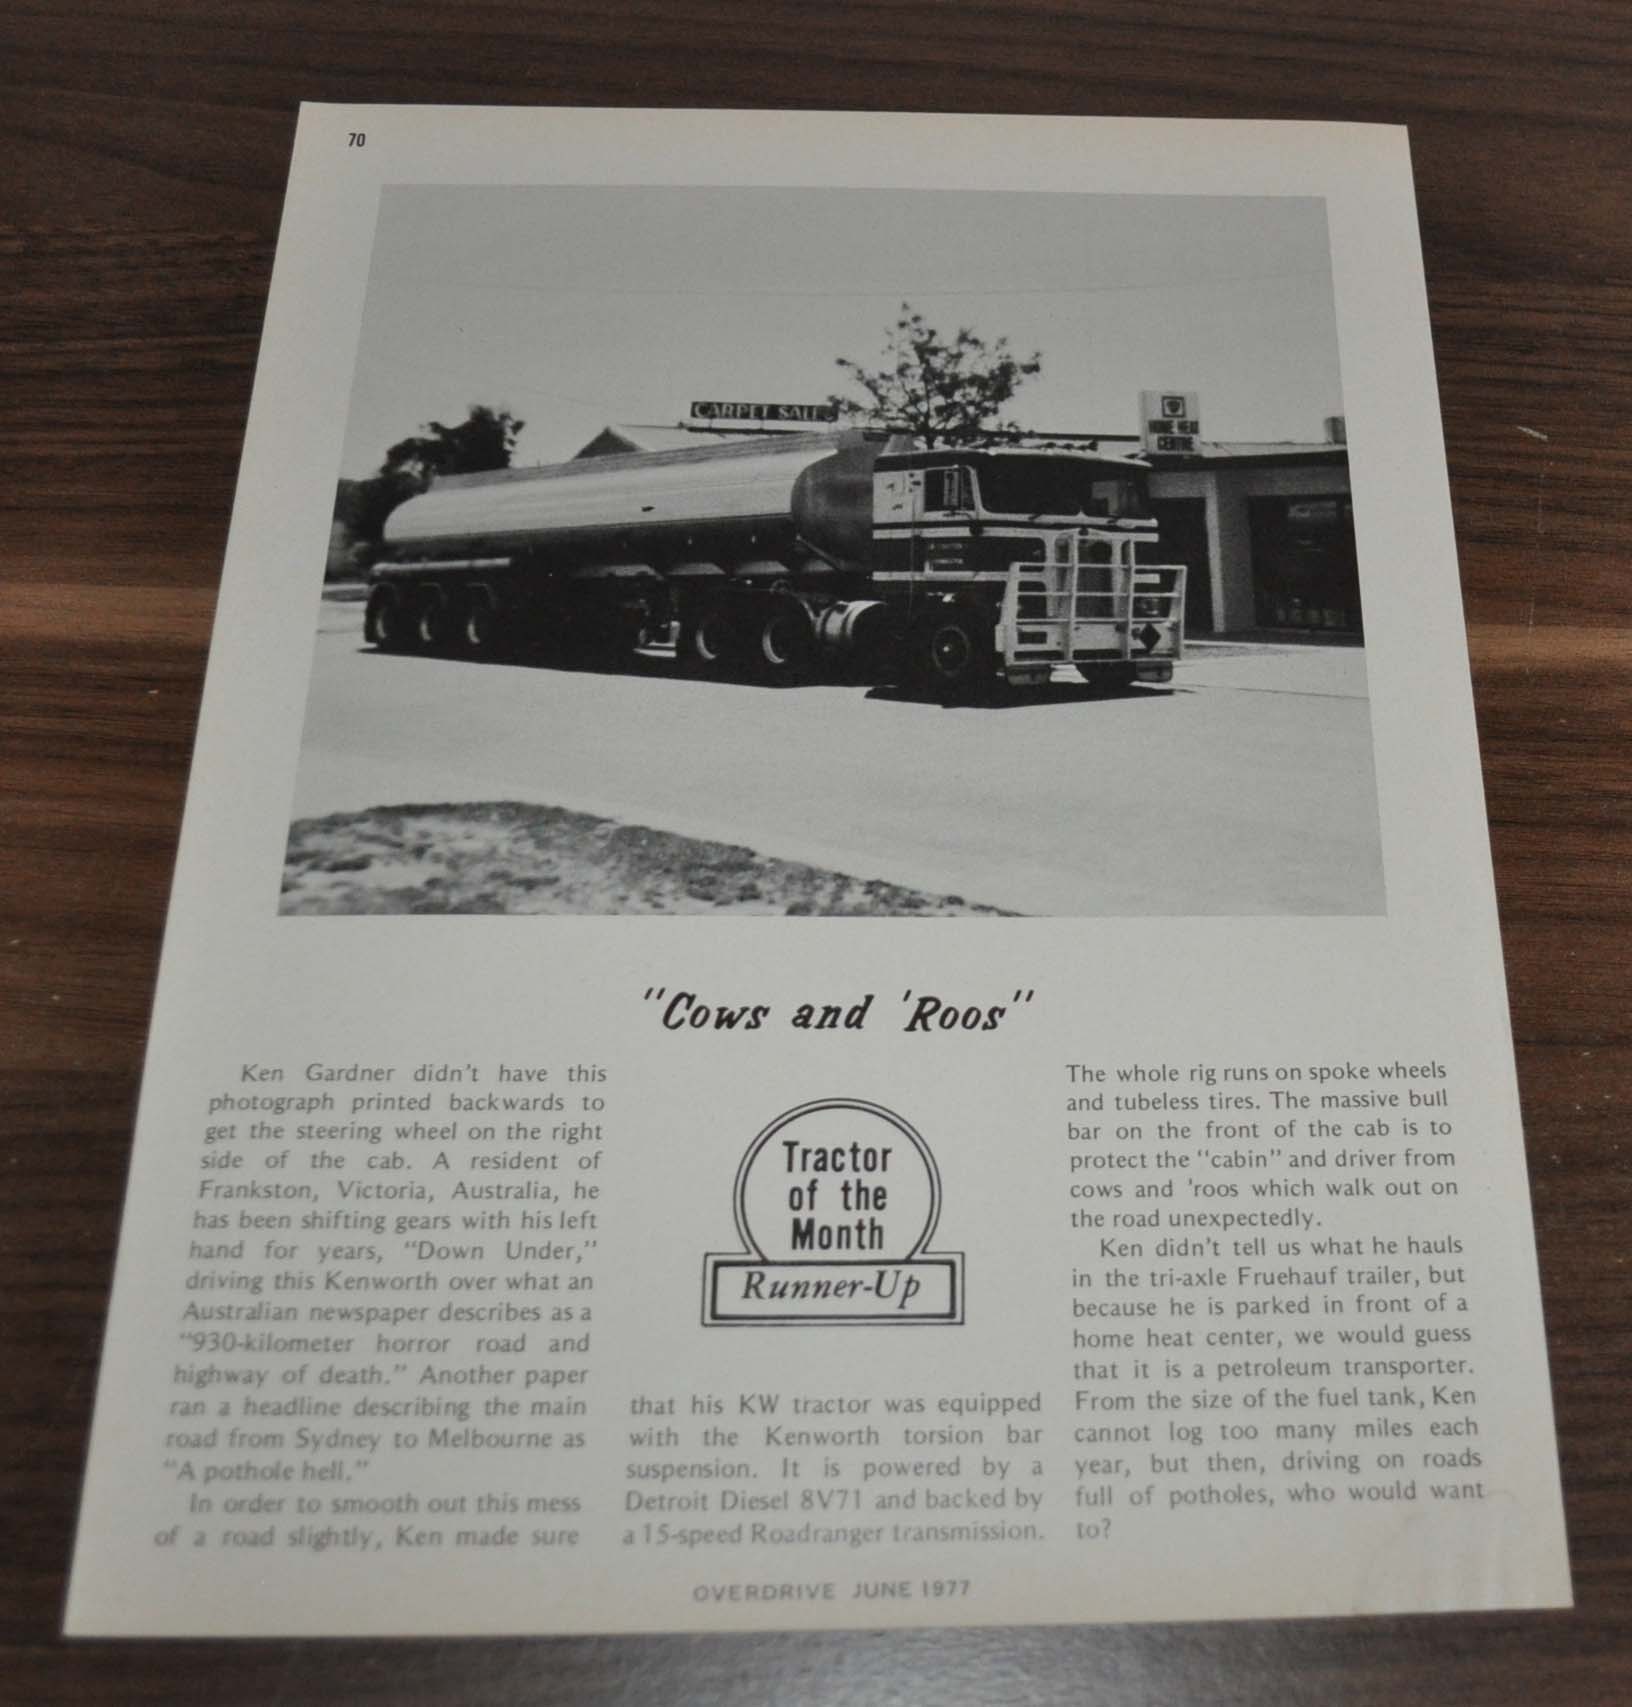 70
CARPET SALES
HOME HEAT
CENTRE
"Cows and 'Roos"
Ken Gardner didn't have this
photograph printed backwards to
get the steering wheel on the right
side of the cab. A resident of
Frankston, Victoria, Australia, he
has been shifting gears with his left
hand for years, "Down Under,"
driving this Kenworth over what an
Australian newspaper describes as a
"930-kilometer horror road and
highway of death." Another paper
ran a headline describing the main
road from Sydney to Melbourne as
"A pothole hell."
In order to smooth out this mess
of a road slightly, Ken made sure
Tractor
of the
Month
Runner-Up
that his KW tractor was equipped
with the Kenworth torsion bar
suspension. It is powered by a
Detroit Diesel 8V71 and backed by
a 15-speed Roadranger transmission.
The whole rig runs on spoke wheels
and tubeless tires. The massive bull
bar on the front of the cab is to
protect the "cabin" and driver from
cows and 'roos which walk out on
the road unexpectedly.
Ken didn't tell us what he hauls
in the tri-axle Fruehauf trailer, but
because he is parked in front of a
home heat center, we would guess
that it is a petroleum transporter.
From the size of the fuel tank, Ken
cannot log too many miles each
year, but then, driving on roads
full of potholes, who would want
to?
OVERDRIVE JUNE 1977